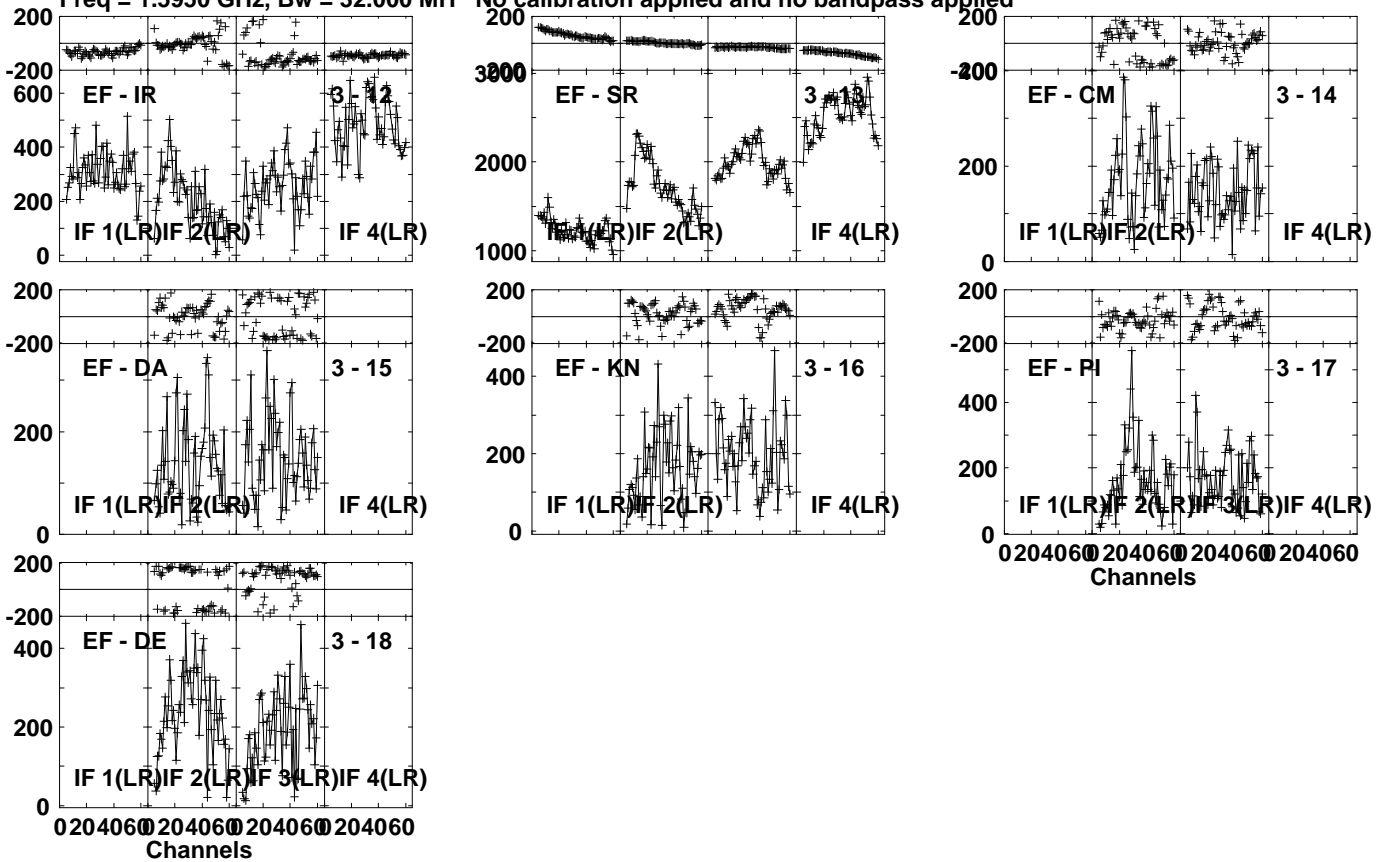 Freq = 1.5950 GHz, Bw = 32.000 MH No calibration applied and no bandpass applied
200
-200
600
400
200
0
EF - IR
3 - 12
IF 1(LR)
IF 2(LR)
IF 4(LR)
200
-200
3000
2000
1000
EF - SR
3 - 13
IF 1(LR)
IF 2(LR)
IF 4(LR)
200
-200
400
200
0
EF - CM
3 - 14
IF 1(LR)
IF 2(LR)
IF 4(LR)
200
-200
200
0
EF - DA
3 - 15
IF 1(LR)
IF 2(LR)
IF 4(LR)
200
-200
400
200
0
EF - KN
3 - 16
IF 1(LR)
IF 2(LR)
IF 4(LR)
200
-200
400
200
0
EF - PI
3 - 17
IF 1(LR)
IF 2(LR)
IF 3(LR)
IF 4(LR)
0 20 40 60 0 20 40 60 0 20 40 60 0 20 40 60
Channels
200
-200
400
200
0
EF - DE
3 - 18
IF 1(LR)
IF 2(LR)
IF 3(LR)
IF 4(LR)
0 20 40 60 0 20 40 60 0 20 40 60 0 20 40 60
Channels